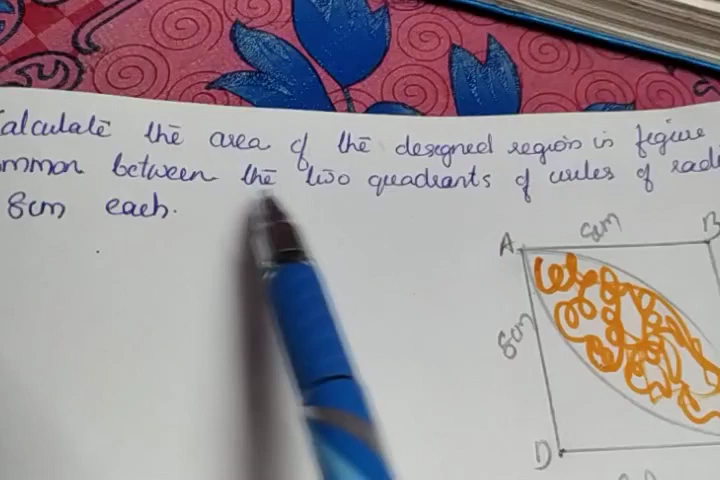 alculate the area of the designed region in figure
mmon between the two quadrants of circles of radi
8cm each.
8cm
A
B
8cm
D